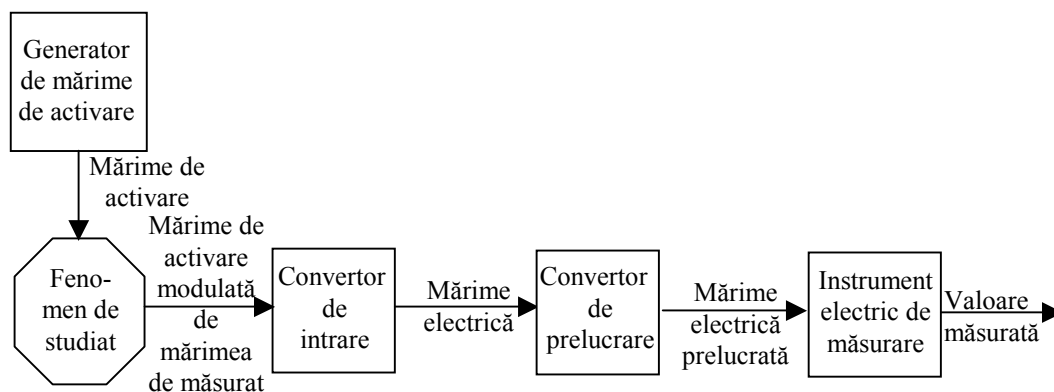 Generator
de mărime
de activare
Mărime de
activare
Feno-
men de
studiat
Mărime de
activare
modulată
de
mărimea
de măsurat
Convertor
de
intrare
Mărime
electrică
Convertor
de
prelucrare
Mărime
electrică
prelucrată
Instrument
electric de
măsurare
Valoare
măsurată